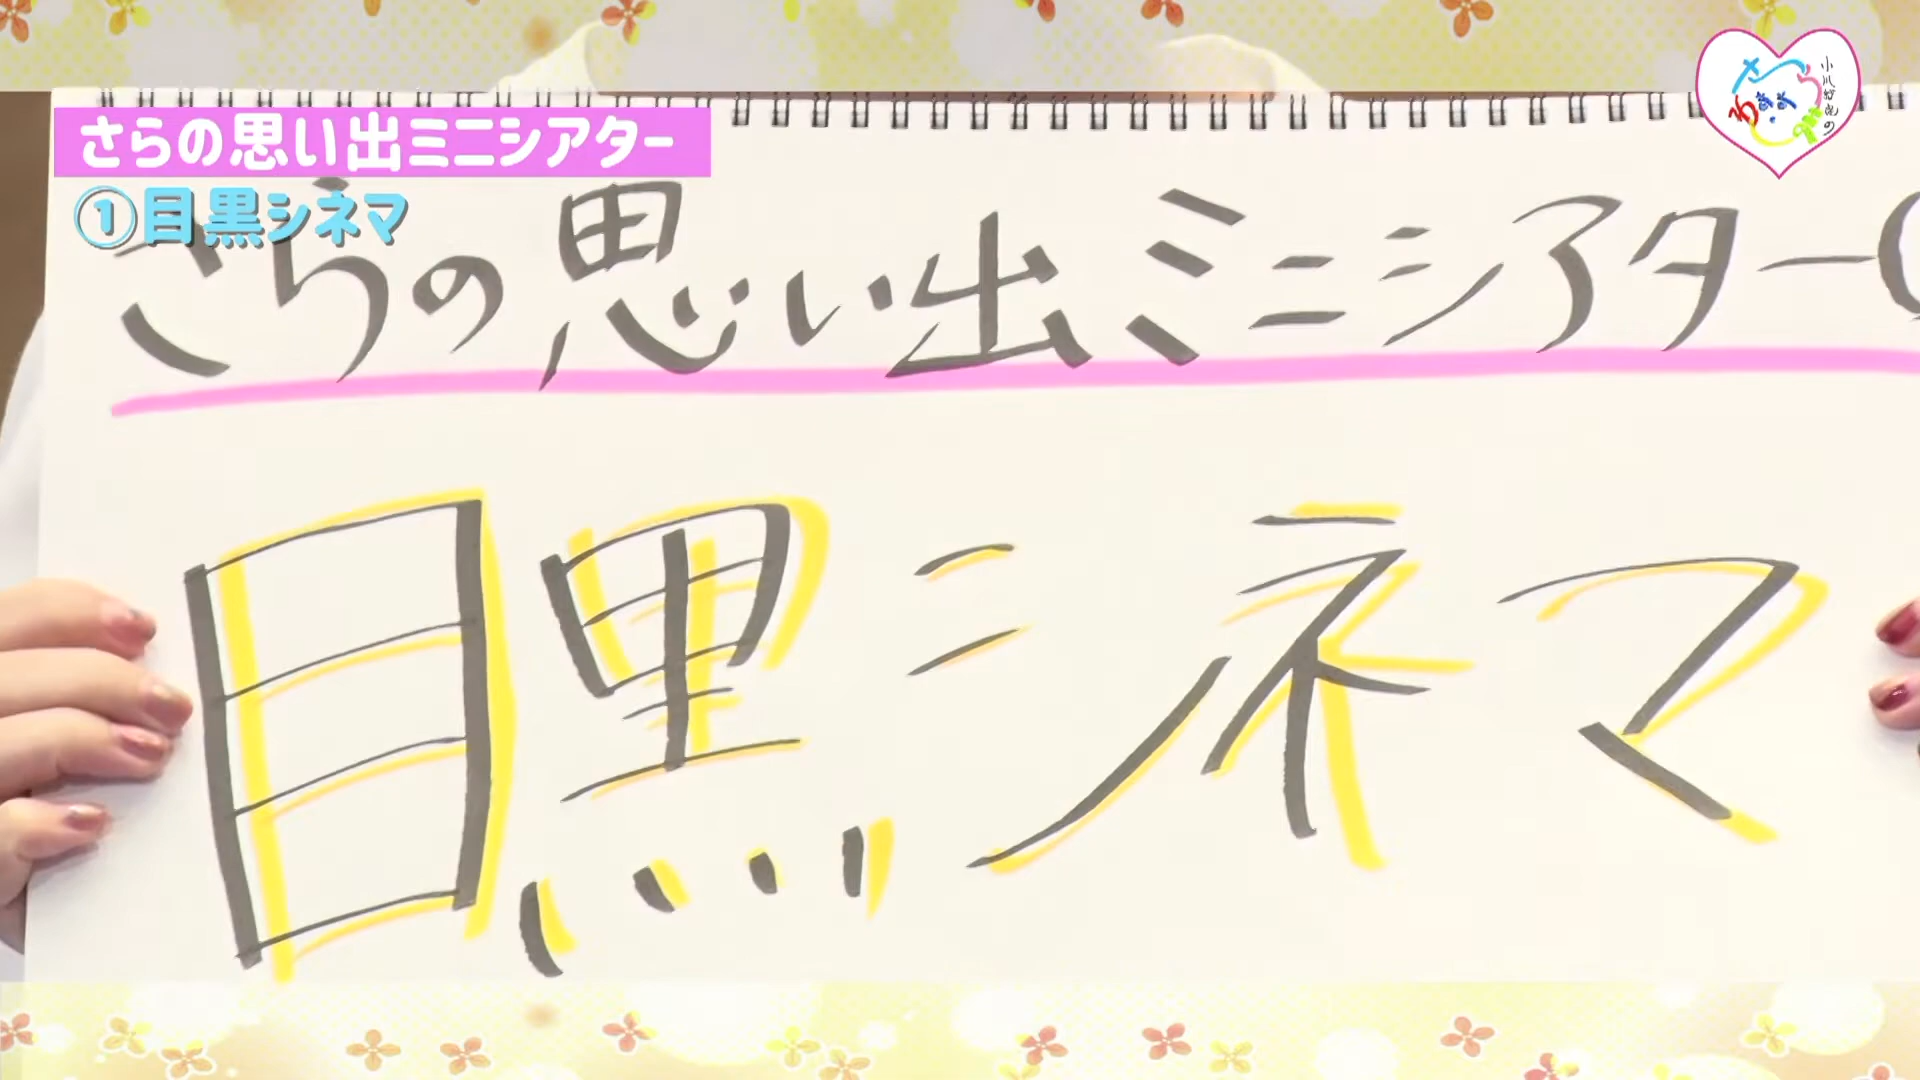 さらの思い出ミニシアター
①目黒シネマ
さらの思い出ミニシアター
目黒シネマ